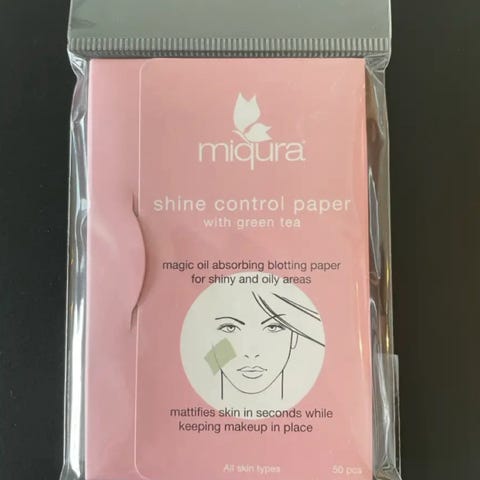 miqura®
shine control paper
with green tea
magic oil absorbing blotting paper
for shiny and oily areas
mattifies skin in seconds while
keeping makeup in place
All skin types 50 pcs